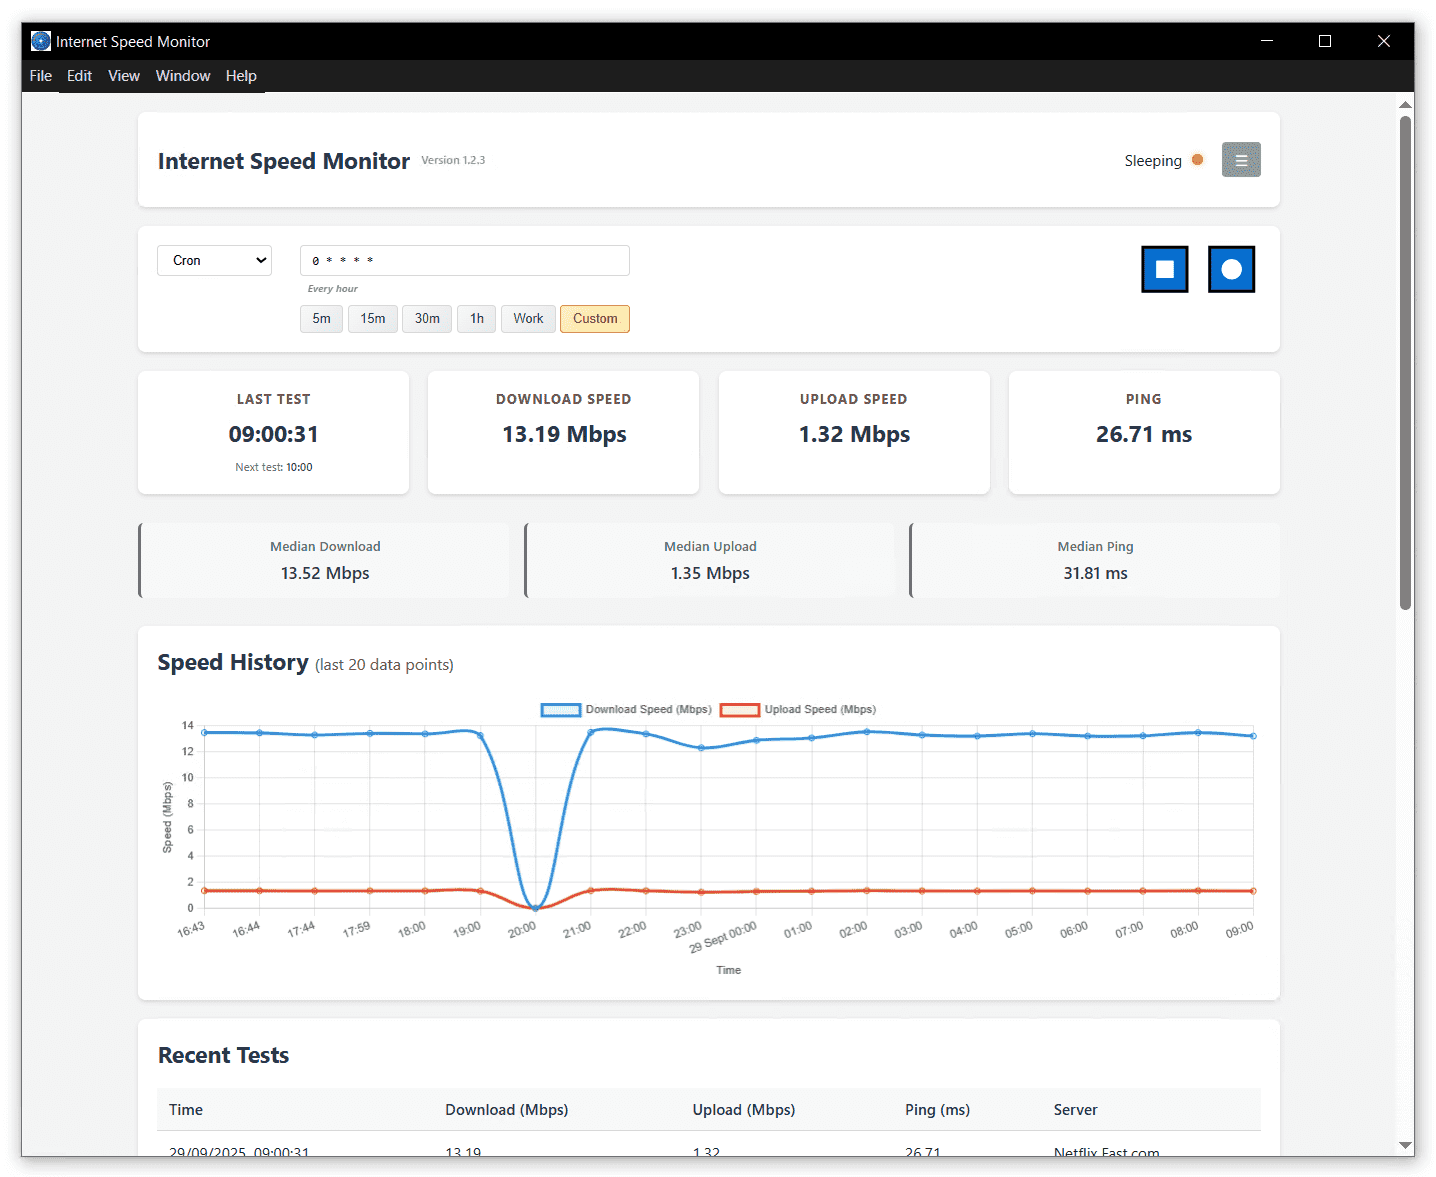 Internet Speed Monitor
File Edit View Window Help
Internet Speed Monitor Version 1.2.3
Sleeping
☰
Cron
0 * * * *
Every hour
5m 15m 30m 1h Work Custom
LAST TEST
09:00:31
Next test: 10:00
DOWNLOAD SPEED
13.19 Mbps
UPLOAD SPEED
1.32 Mbps
PING
26.71 ms
Median Download
13.52 Mbps
Median Upload
1.35 Mbps
Median Ping
31.81 ms
Speed History (last 20 data points)
Download Speed (Mbps) Upload Speed (Mbps)
Speed (Mbps)
14
12
10
8
6
4
2
0
16:43 16:44 17:44 17:59 18:00 19:00 20:00 21:00 22:00 23:00 29 Sept 00:00 01:00 02:00 03:00 04:00 05:00 06:00 07:00 08:00 09:00
Time
Recent Tests
Time Download (Mbps) Upload (Mbps) Ping (ms) Server
29/09/2025, 09:00:31 13.19 1.32 26.71 Netflix Fast.com